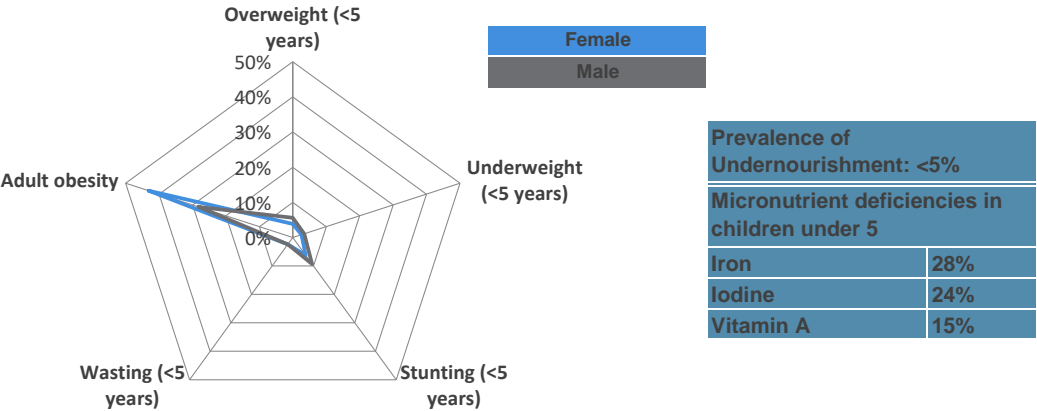 Overweight (<5
years)
50%
40%
30%
20%
10%
0%
Underweight
(<5 years)
Stunting (<5
years)
Wasting (<5
years)
Adult obesity
Female
Male
Prevalence of
Undernourishment: <5%
Micronutrient deficiencies in
children under 5
Iron 28%
Iodine 24%
Vitamin A 15%